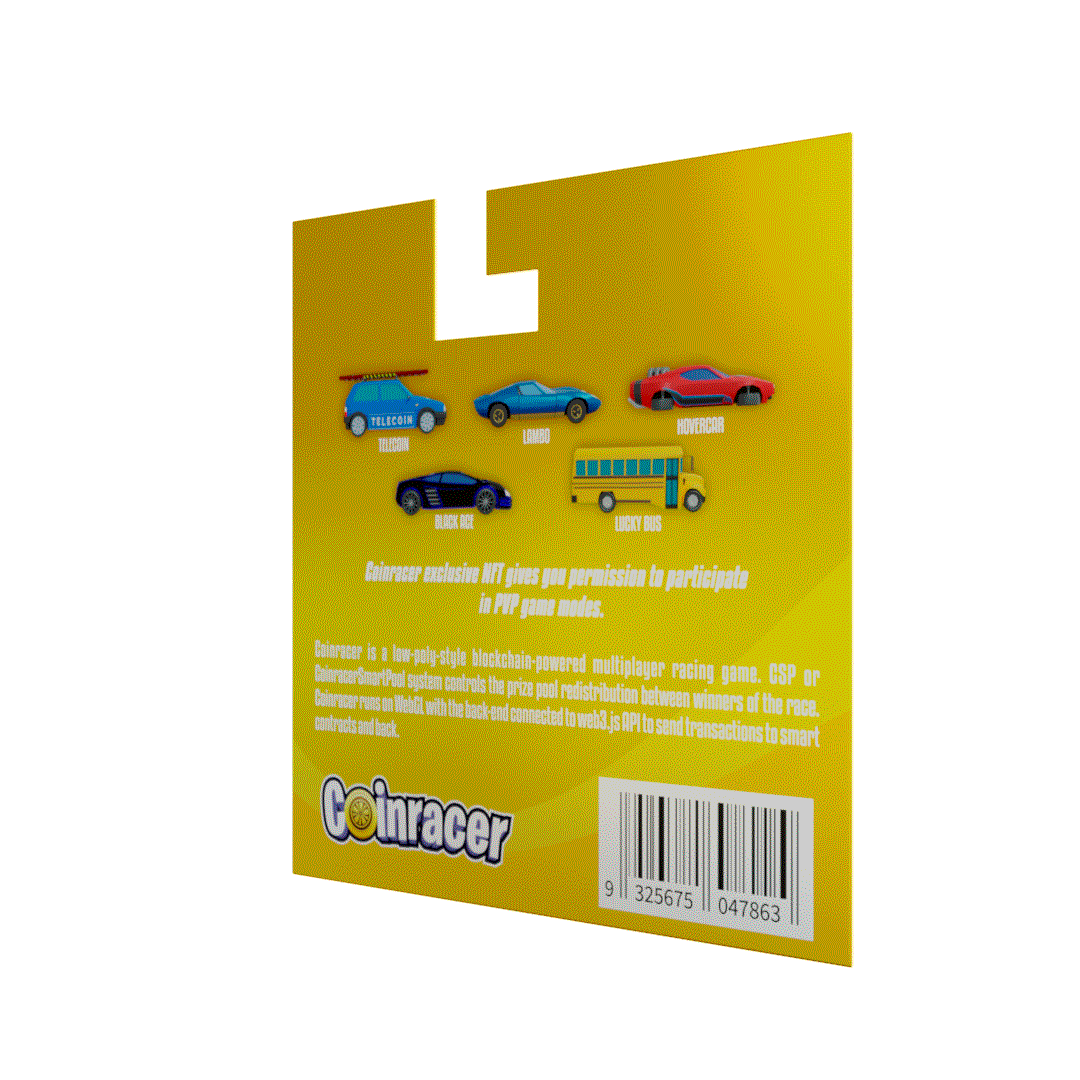 TELECOIN
TELECOIN
LAMBO
HOVERCAR
BLACK ACE
LUCKY BUS
Coinracer exclusive NFT gives you permission to participate
in PVP game modes.
Coinracer is a low-poly-style blockchain-powered multiplayer racing game. CSP or
CoinracerSmartPool system controls the prize pool redistribution between winners of the race.
Coinracer runs on WebGL with the back-end connected to web3.js API to send transactions to smart
contracts and back.
Coinracer
9 325675 047863